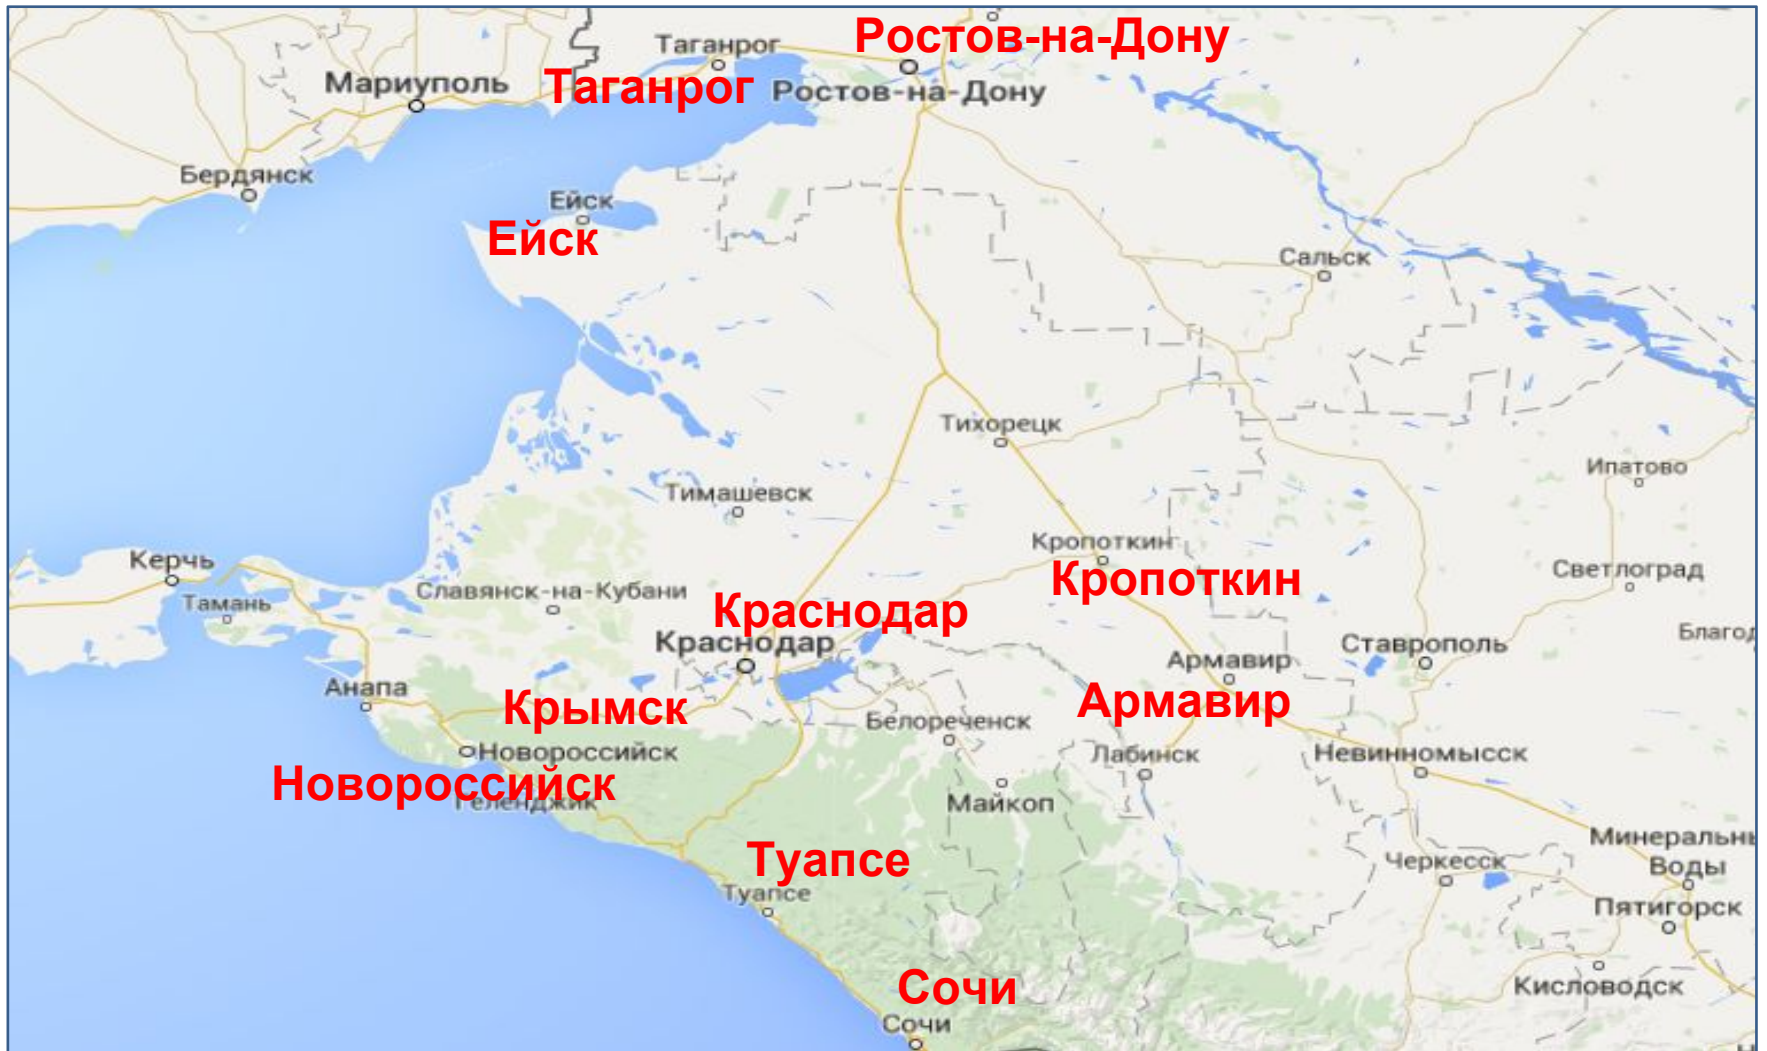 Ростов-на-Дону
Таганрог
Мариуполь
Таганрог
Ростов-на-Дону
Бердянск
Ейск
Ейск
Сальск
Тихорецк
Ипатово
Тимашевск
Кропоткин
Керчь
Кропоткин
Светлоград
Славянск-на-Кубани
Тамань
Краснодар
Краснодар
Благод
Ставрополь
Армавир
Анапа
Армавир
Крымск
Белореченск
Новороссийск
Лабинск
Невинномысск
Новороссийск
Геленджик
Майкоп
Минеральны
Воды
Туапсе
Черкесск
Туапсе
Пятигорск
Сочи
Кисловодск
Сочи